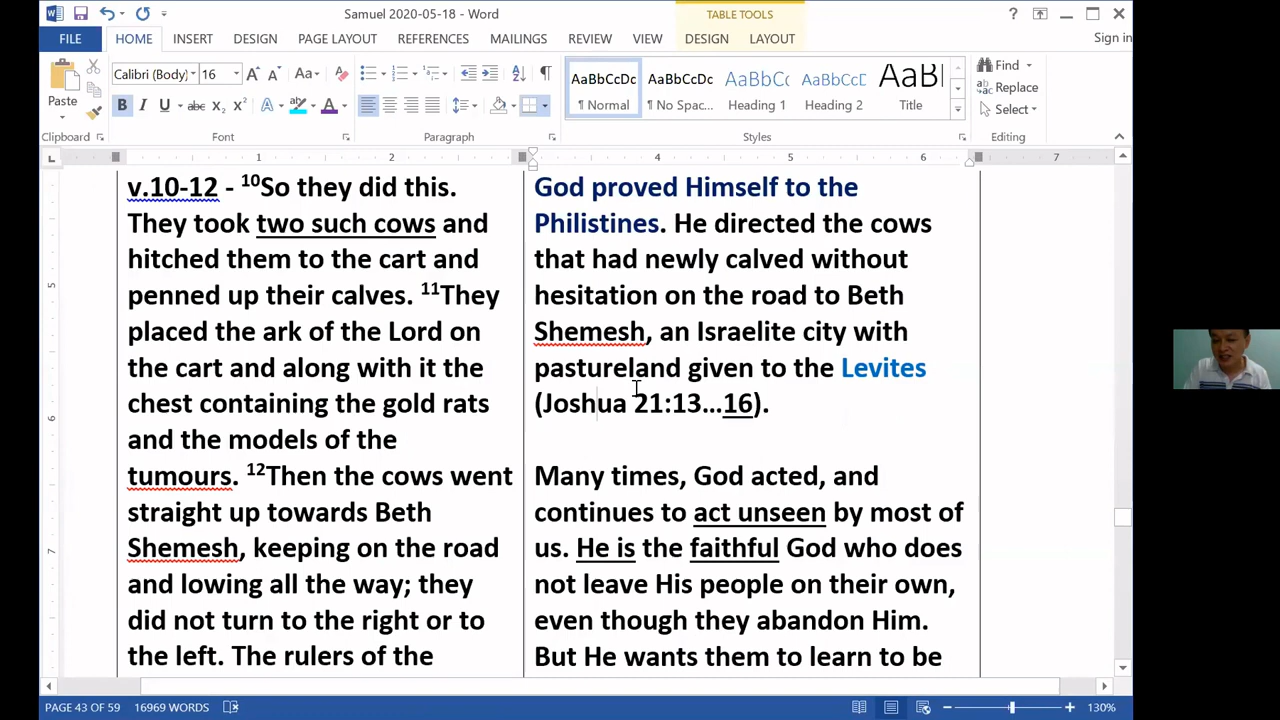 Samuel 2020-05-18 - Word
TABLE TOOLS
FILE HOME INSERT DESIGN PAGE LAYOUT REFERENCES MAILINGS REVIEW VIEW DESIGN LAYOUT Sign in
Calibri (Body) 16
Paste
Clipboard Font Paragraph Styles Editing
AaBbCcDc AaBbCcDc AaBbCc AaBbCcD AaBl
¶ Normal ¶ No Spac... Heading 1 Heading 2 Title
Find
Replace
Select
1 2 4 5 6 7
v.10-12 - 10So they did this.
They took two such cows and
hitched them to the cart and
penned up their calves. 11They
placed the ark of the Lord on
the cart and along with it the
chest containing the gold rats
and the models of the
tumours. 12Then the cows went
straight up towards Beth
Shemesh, keeping on the road
and lowing all the way; they
did not turn to the right or to
the left. The rulers of the
God proved Himself to the
Philistines. He directed the cows
that had newly calved without
hesitation on the road to Beth
Shemesh, an Israelite city with
pastureland given to the Levites
(Joshua 21:13...16).
Many times, God acted, and
continues to act unseen by most of
us. He is the faithful God who does
not leave His people on their own,
even though they abandon Him.
But He wants them to learn to be
PAGE 43 OF 59 16969 WORDS 130%